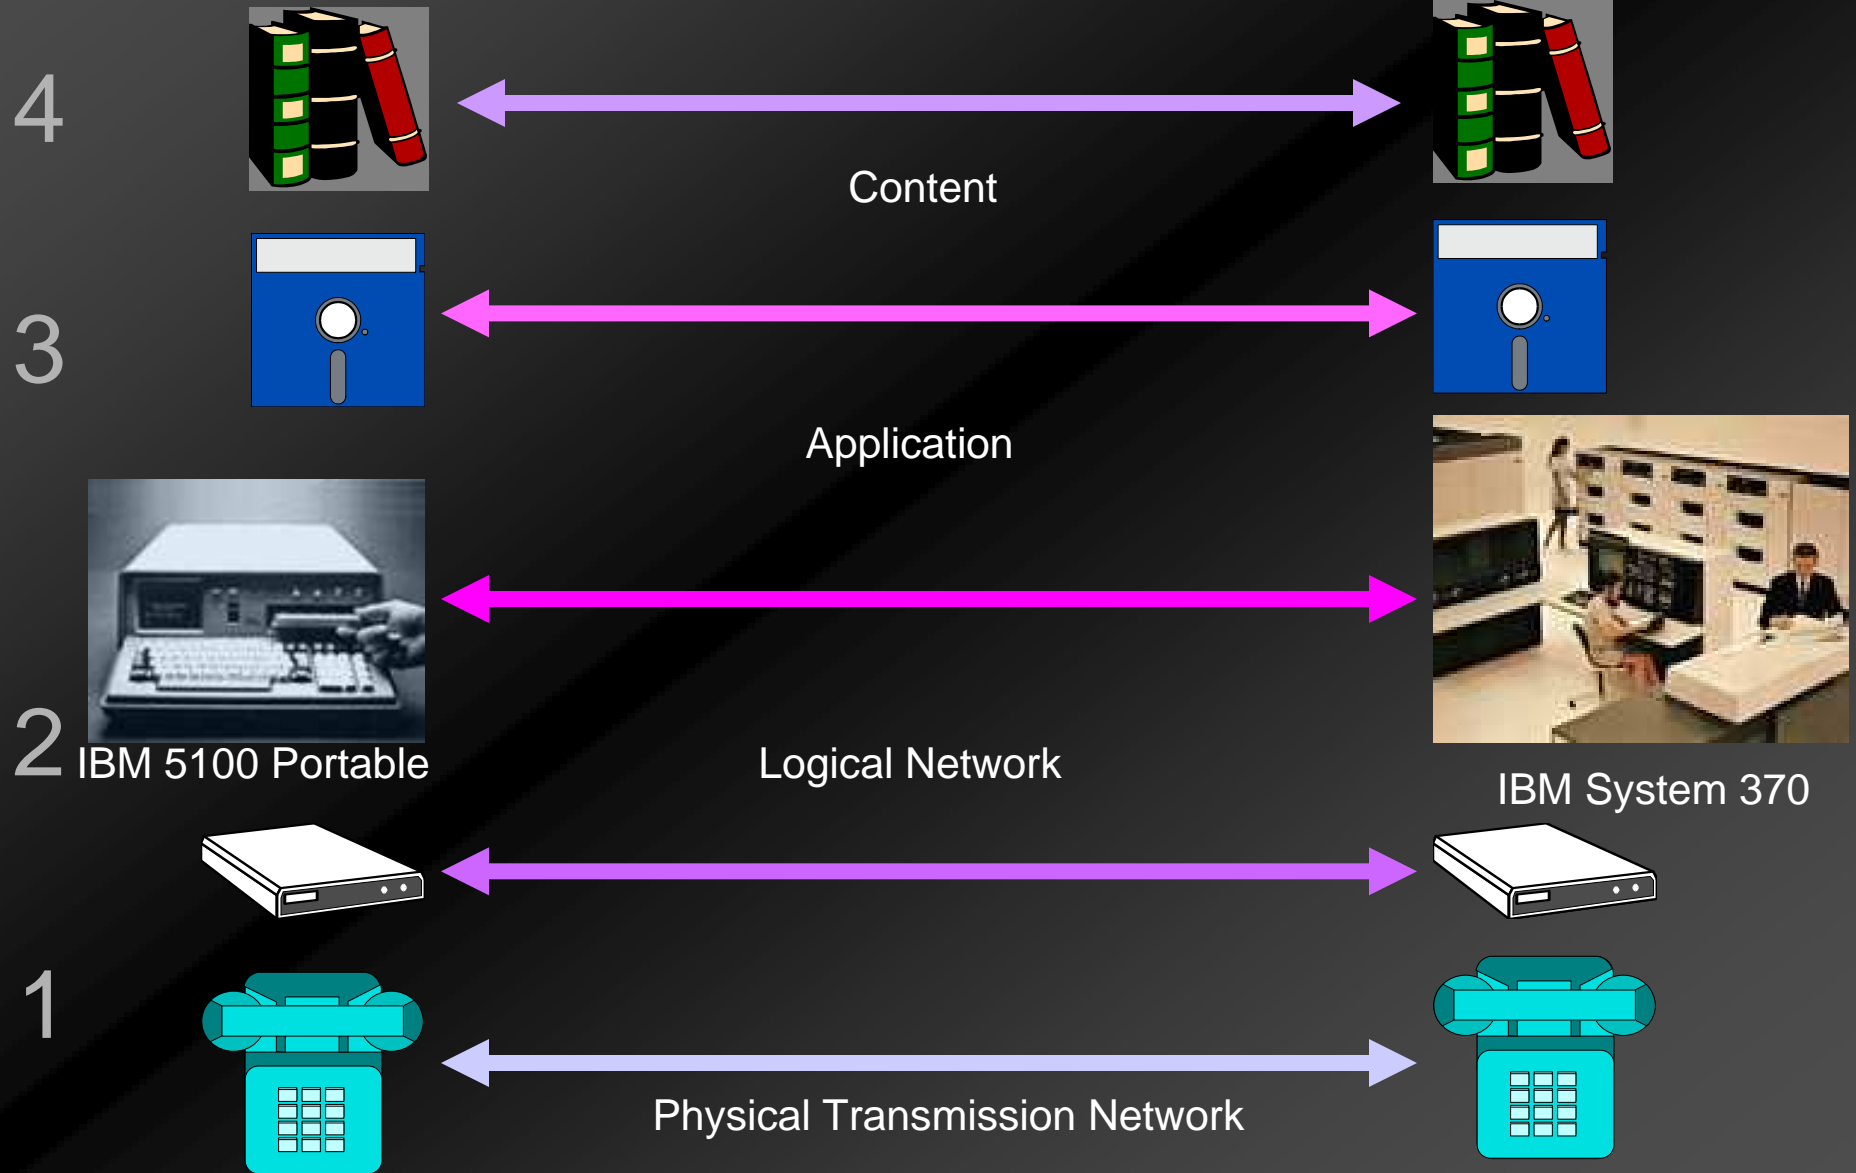 4
Content
3
Application
2
IBM 5100 Portable
Logical Network
IBM System 370
1
Physical Transmission Network